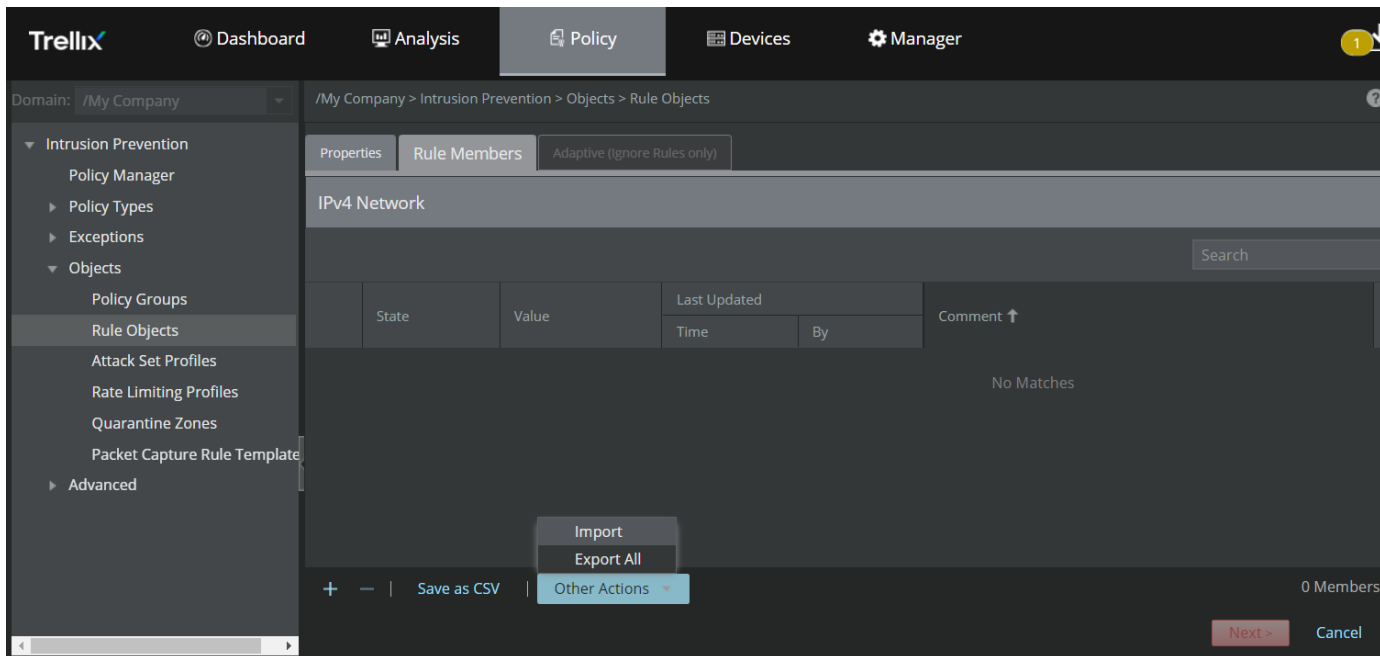 Trellix
Dashboard
Analysis
Policy
Devices
Manager
1
Domain: /My Company
/My Company > Intrusion Prevention > Objects > Rule Objects
?
Intrusion Prevention
Policy Manager
Policy Types
Exceptions
Objects
Policy Groups
Rule Objects
Attack Set Profiles
Rate Limiting Profiles
Quarantine Zones
Packet Capture Rule Template
Advanced
Properties
Rule Members
Adaptive (Ignore Rules only)
IPv4 Network
Search
State
Value
Last Updated
Time
By
Comment
No Matches
Import
Export All
Save as CSV
Other Actions
0 Members
Next >
Cancel